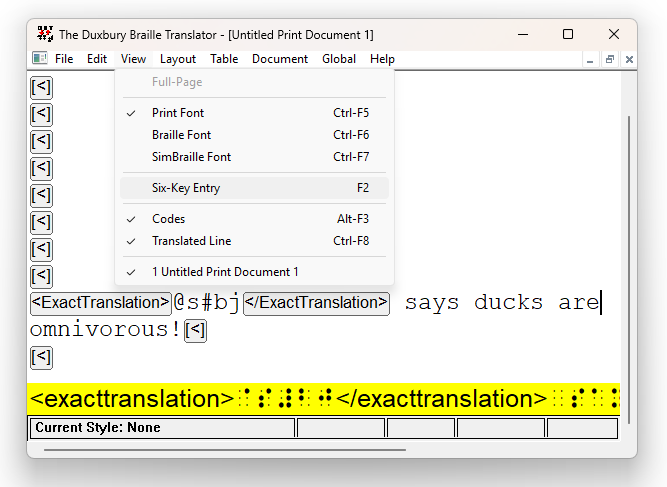 The Duxbury Braille Translator - [Untitled Print Document 1]
File Edit View Layout Table Document Global Help
Full-Page
✓ Print Font Ctrl-F5
Braille Font Ctrl-F6
SimBraille Font Ctrl-F7
Six-Key Entry F2
✓ Codes Alt-F3
✓ Translated Line Ctrl-F8
✓ 1 Untitled Print Document 1
[<]
[<]
[<]
[<]
[<]
[<]
[<]
[<]
<ExactTranslation>@s#bj</ExactTranslation> says ducks are
omnivorous![<]
[<]
<exacttranslation>⠈⠎⠼⠃⠚</exacttranslation>⠀⠎⠁
Current Style: None